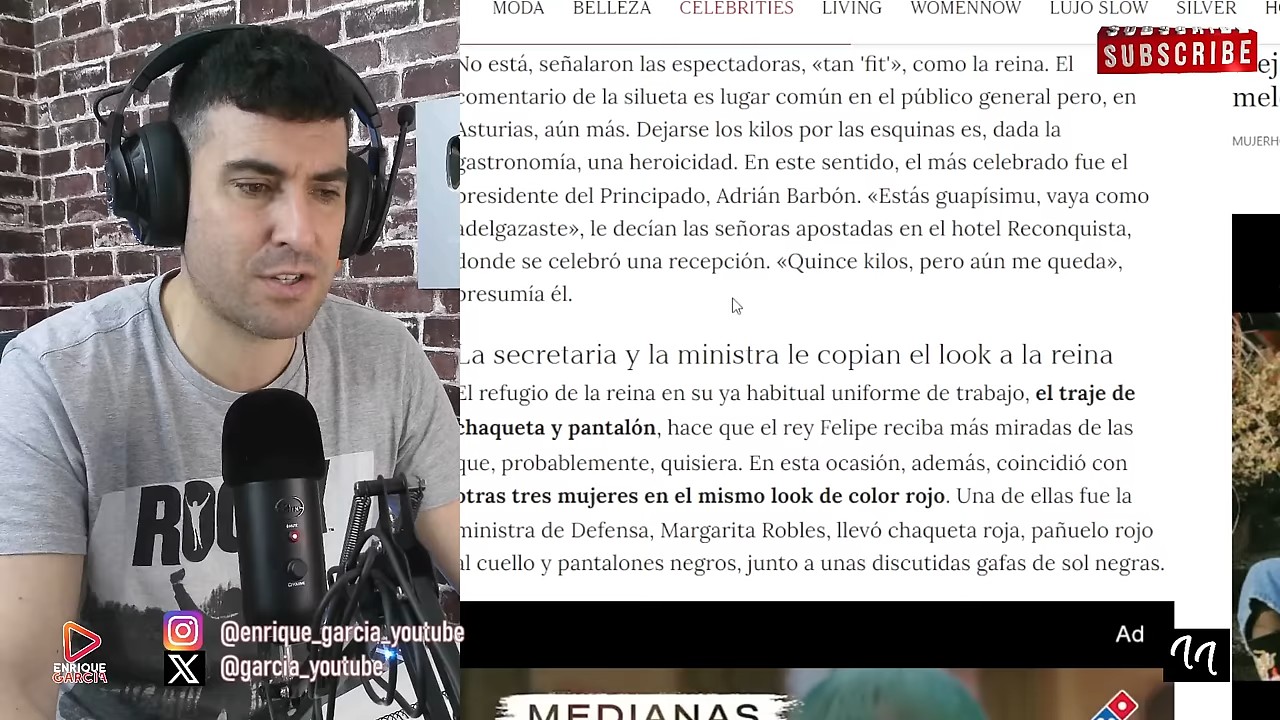 MODA BELLEZA CELEBRITIES LIVING WOMENNOW LUJO SLOW SILVER
SUBSCRIBE
No está, señalaron las espectadoras, «tan 'fit'», como la reina. El
comentario de la silueta es lugar común en el público general pero, en
Asturias, aún más. Dejarse los kilos por las esquinas es, dada la
gastronomía, una heroicidad. En este sentido, el más celebrado fue el
presidente del Principado, Adrián Barbón. «Estás guapísimu, vaya como
adelgazaste», le decían las señoras apostadas en el hotel Reconquista,
donde se celebró una recepción. «Quince kilos, pero aún me queda»,
presumía él.
La secretaria y la ministra le copian el look a la reina
El refugio de la reina en su ya habitual uniforme de trabajo, el traje de
chaqueta y pantalón, hace que el rey Felipe reciba más miradas de las
que, probablemente, quisiera. En esta ocasión, además, coincidió con
otras tres mujeres en el mismo look de color rojo. Una de ellas fue la
ministra de Defensa, Margarita Robles, llevó chaqueta roja, pañuelo rojo
al cuello y pantalones negros, junto a unas discutidas gafas de sol negras.
Ad
MEDIANAS
@enrique_garcia_youtube
@garcia_youtube
ENRIQUE
GARCIA